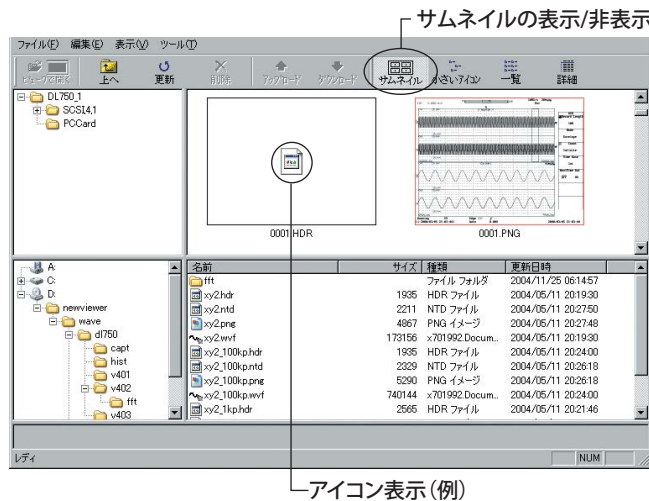 サムネイルの表示/非表示
ファイル(F) 編集(E) 表示(V) ツール(T)
ビューワで開く 上へ 更新 削除 アップロード ダウンロード サムネイル 小さいアイコン 一覧 詳細
DL750_1
SCSI4,1
PCCard
0001.HDR
0001.PNG
A:
C:
D:
newviewer
wave
dl750
capt
hist
v401
v402
fft
v403
名前 サイズ 種類 更新日時
fft ファイル フォルダ 2004/11/25 06:14:57
xy2.hdr 1935 HDR ファイル 2004/05/11 20:19:30
xy2.ntd 2211 NTD ファイル 2004/05/11 20:27:50
xy2.png 4867 PNG イメージ 2004/05/11 20:27:48
xy2.wvf 173156 x701992.Docum... 2004/05/11 20:19:30
xy2_100kp.hdr 1935 HDR ファイル 2004/05/11 20:24:00
xy2_100kp.ntd 2329 NTD ファイル 2004/05/11 20:26:18
xy2_100kp.png 5290 PNG イメージ 2004/05/11 20:26:18
xy2_100kp.wvf 740144 x701992.Docum... 2004/05/11 20:24:00
xy2_1kp.hdr 2565 HDR ファイル 2004/05/11 20:21:46
レディ NUM
アイコン表示(例)